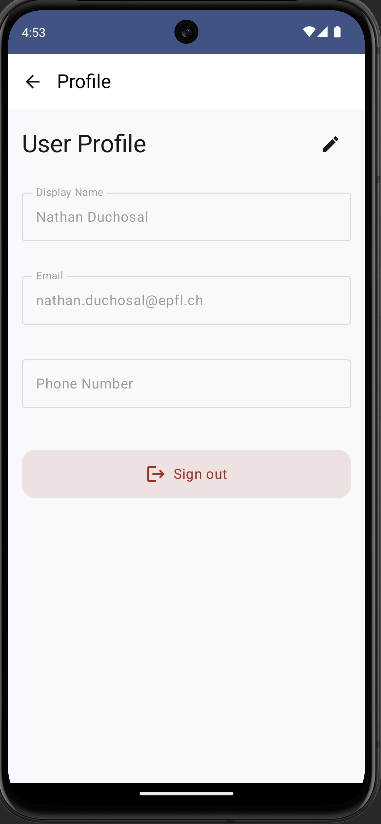 4:53
Profile
User Profile
Display Name
Nathan Duchosal
Email
nathan.duchosal@epfl.ch
Phone Number
Sign out